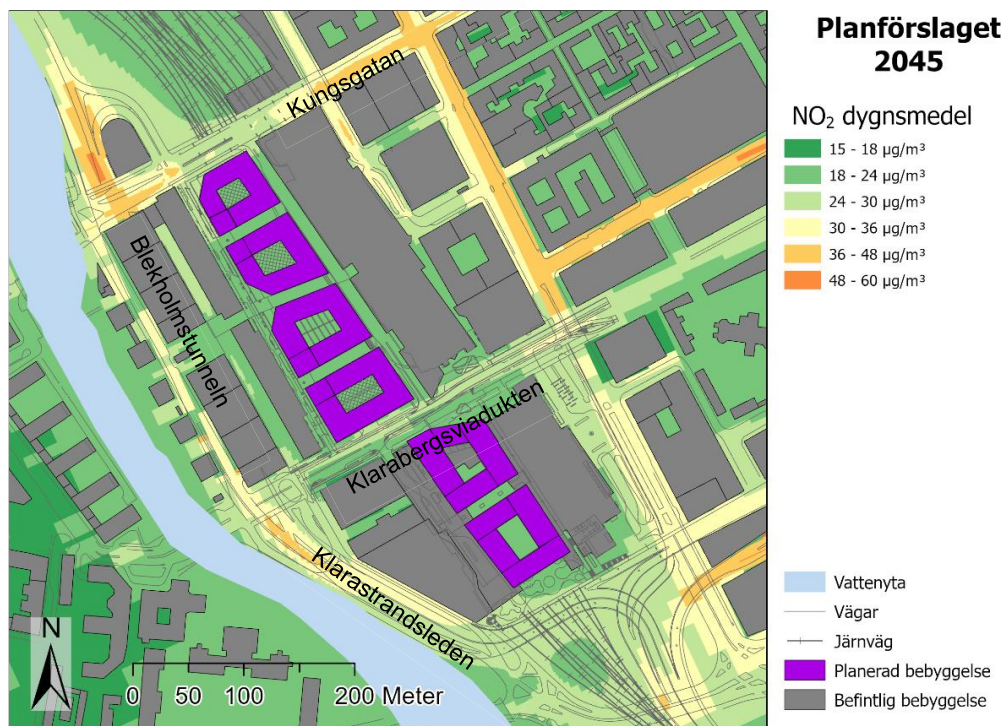 Planförslaget
2045
NO₂ dygnsmedel
15 - 18 µg/m³
18 - 24 µg/m³
24 - 30 µg/m³
30 - 36 µg/m³
36 - 48 µg/m³
48 - 60 µg/m³
Kungsgatan
Blekholmstunneln
Klarabergsviadukten
Klarastrandsleden
N
0 50 100 200 Meter
Vattenyta
Vägar
Järnväg
Planerad bebyggelse
Befintlig bebyggelse